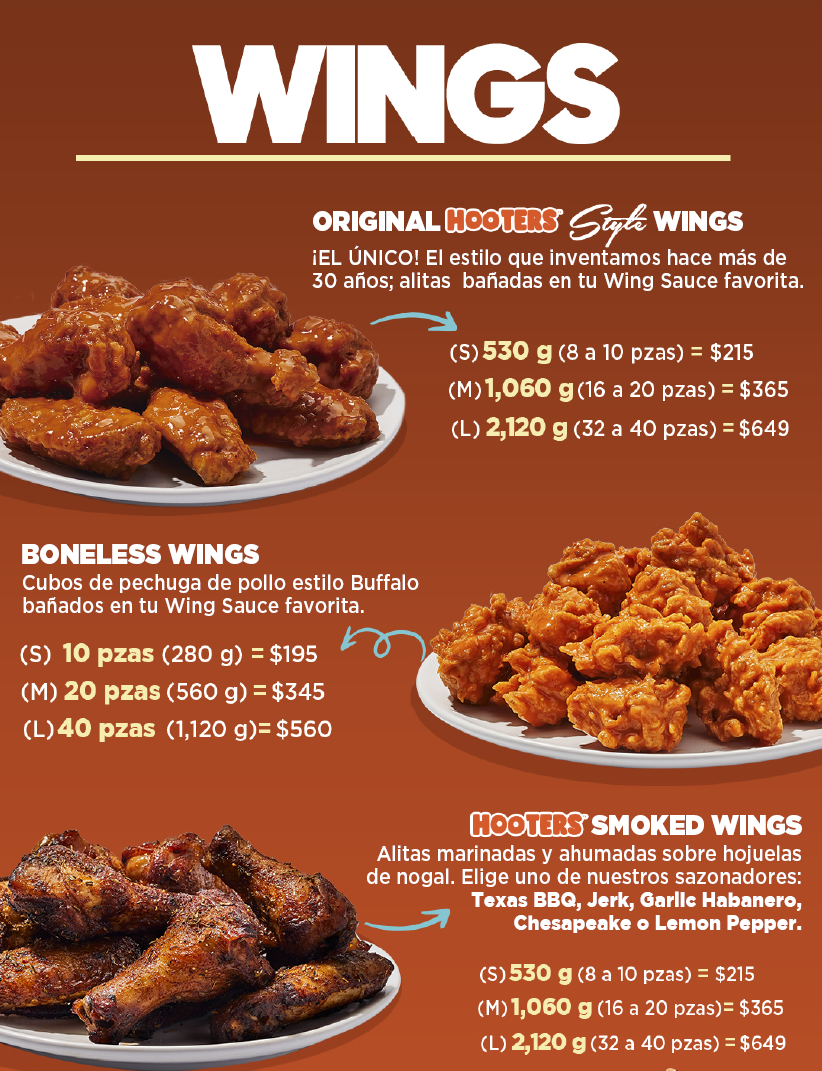 WINGS
ORIGINAL HOOTERS® Style WINGS
¡EL ÚNICO! El estilo que inventamos hace más de
30 años; alitas bañadas en tu Wing Sauce favorita.
(S) 530 g (8 a 10 pzas) = $215
(M) 1,060 g (16 a 20 pzas) = $365
(L) 2,120 g (32 a 40 pzas) = $649
BONELESS WINGS
Cubos de pechuga de pollo estilo Buffalo
bañados en tu Wing Sauce favorita.
(S) 10 pzas (280 g) = $195
(M) 20 pzas (560 g) = $345
(L) 40 pzas (1,120 g)= $560
HOOTERS® SMOKED WINGS
Alitas marinadas y ahumadas sobre hojuelas
de nogal. Elige uno de nuestros sazonadores:
Texas BBQ, Jerk, Garlic Habanero,
Chesapeake o Lemon Pepper.
(S) 530 g (8 a 10 pzas) = $215
(M) 1,060 g (16 a 20 pzas)= $365
(L) 2,120 g (32 a 40 pzas) = $649